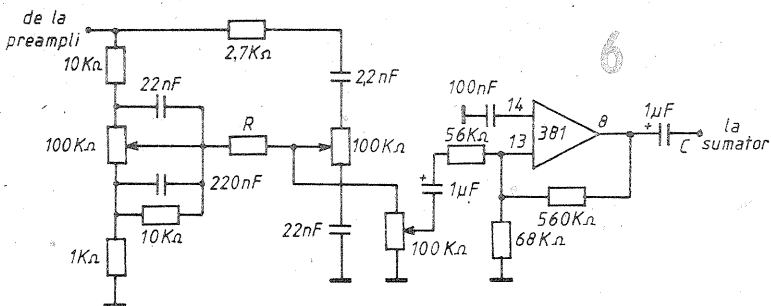 de la
preampli
10KΩ
2,7KΩ
22nF
2,2nF
100KΩ
R
100KΩ
220nF
10KΩ
1KΩ
22nF
100KΩ
+
1μF
56KΩ
100nF
14
13
381
8
560KΩ
68KΩ
1μF
+
C
la
sumator
6